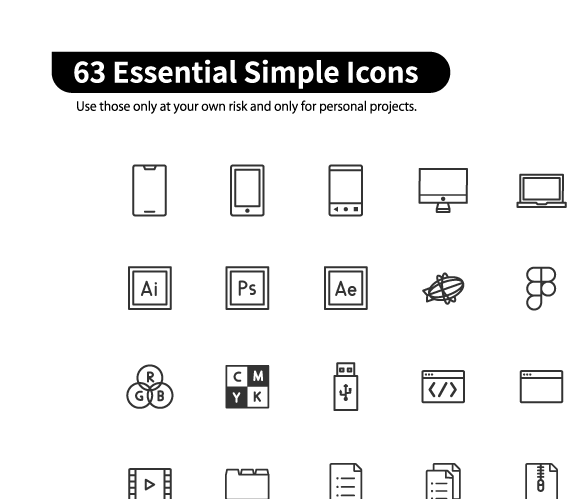 63 Essential Simple Icons
Use those only at your own risk and only for personal projects.
Ai Ps Ae
R
G B
C M
Y K
</>